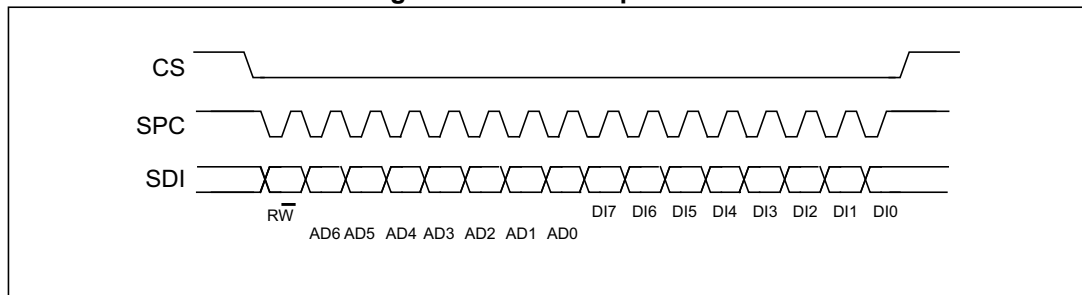 CS
SPC
SDI
RW̅
DI7 DI6 DI5 DI4 DI3 DI2 DI1 DI0
AD6 AD5 AD4 AD3 AD2 AD1 AD0